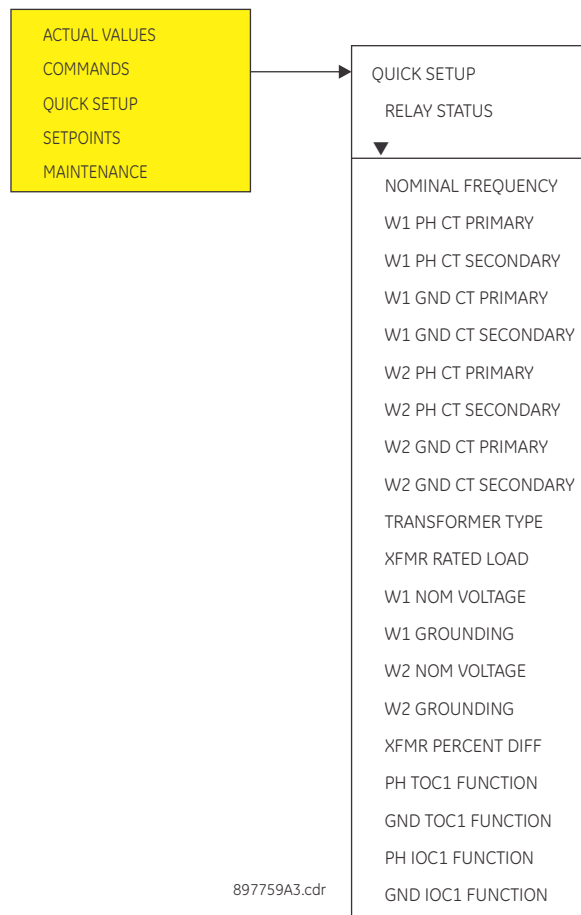 ACTUAL VALUES
COMMANDS
QUICK SETUP
SETPOINTS
MAINTENANCE
QUICK SETUP
RELAY STATUS
NOMINAL FREQUENCY
W1 PH CT PRIMARY
W1 PH CT SECONDARY
W1 GND CT PRIMARY
W1 GND CT SECONDARY
W2 PH CT PRIMARY
W2 PH CT SECONDARY
W2 GND CT PRIMARY
W2 GND CT SECONDARY
TRANSFORMER TYPE
XFMR RATED LOAD
W1 NOM VOLTAGE
W1 GROUNDING
W2 NOM VOLTAGE
W2 GROUNDING
XFMR PERCENT DIFF
PH TOC1 FUNCTION
GND TOC1 FUNCTION
PH IOC1 FUNCTION
GND IOC1 FUNCTION
897759A3.cdr